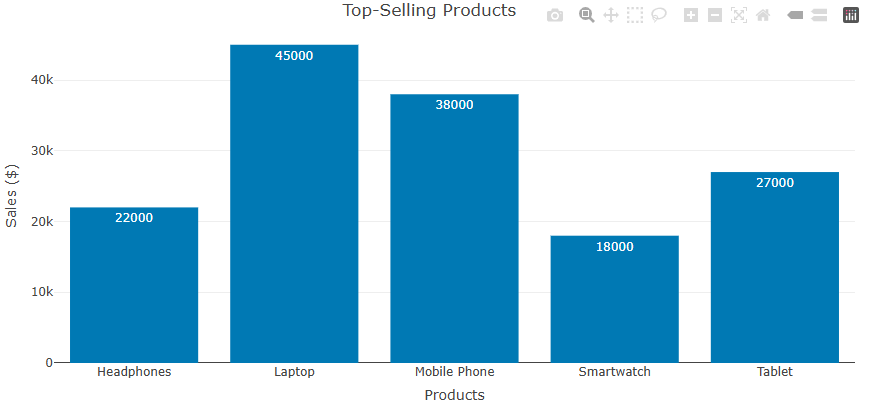 Top-Selling Products
Sales ($)
40k
30k
20k
10k
0
22000
45000
38000
18000
27000
Headphones
Laptop
Mobile Phone
Smartwatch
Tablet
Products